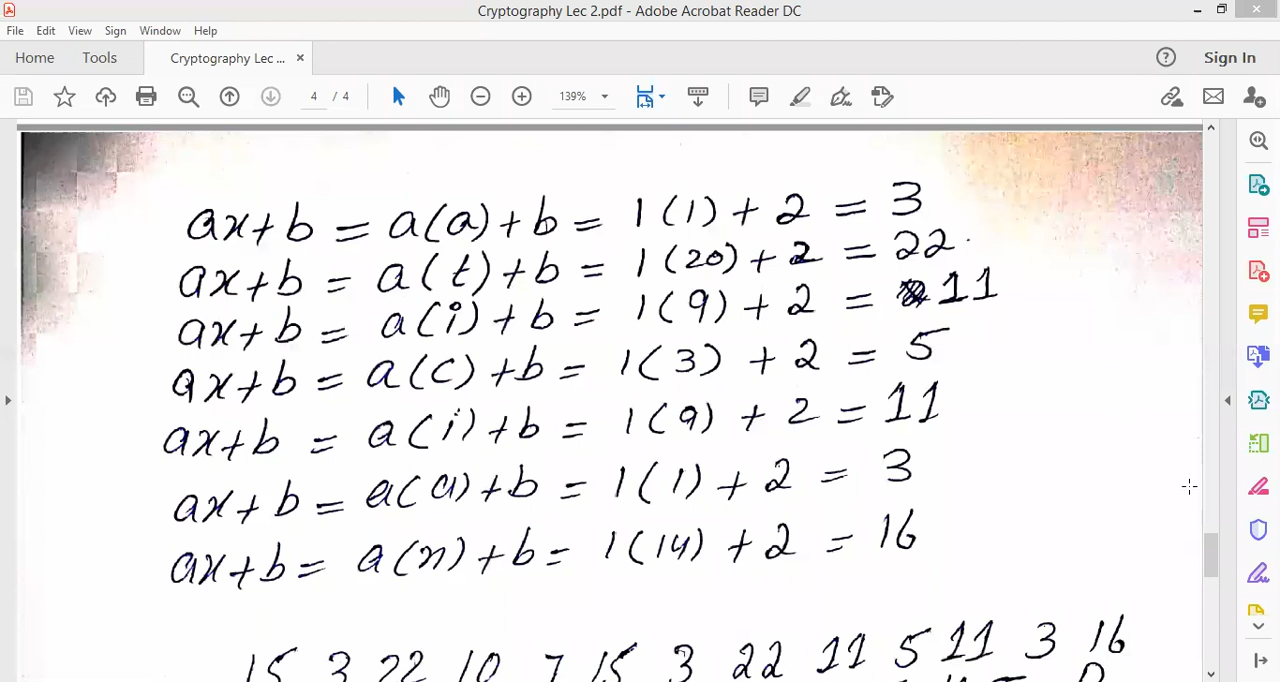 Cryptography Lec 2.pdf - Adobe Acrobat Reader DC
File Edit View Sign Window Help
Home Tools Cryptography Lec ... × ? Sign In
4 / 4 139%
ax+b = a(a)+b = 1(1)+2 = 3
ax+b = a(t)+b = 1(20)+2 = 22
ax+b = a(i)+b = 1(9)+2 = 11
ax+b = a(c)+b = 1(3)+2 = 5
ax+b = a(i)+b = 1(9)+2 = 11
ax+b = a(a)+b = 1(1)+2 = 3
ax+b = a(n)+b = 1(14)+2 = 16
15 3 22 10 7 15 3 22 11 5 11 3 16